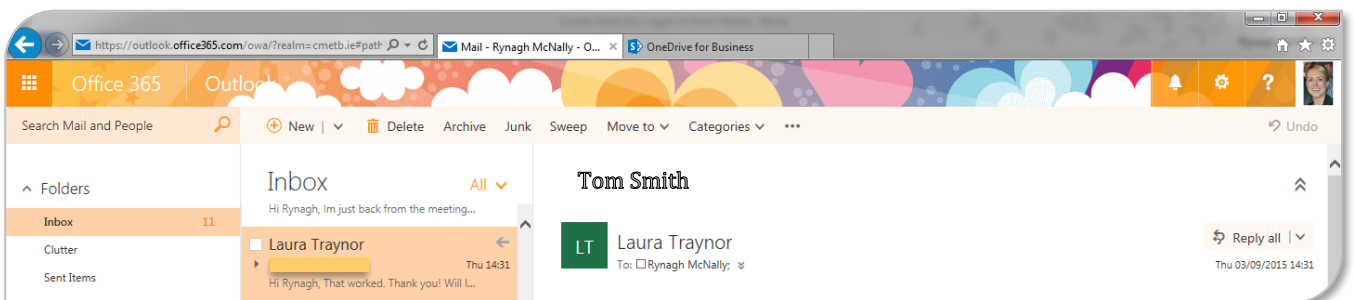 https://outlook.office365.com/owa/?realm=cmetb.ie#path
Mail - Rynagh McNally - O...
OneDrive for Business
Office 365
Outlook
?
Search Mail and People
New
Delete
Archive
Junk
Sweep
Move to
Categories
...
Undo
Folders
Inbox 11
Clutter
Sent Items
Inbox
All
Hi Rynagh, Im just back from the meeting...
Laura Traynor
Thu 14:31
Hi Rynagh, That worked. Thank you! Will I...
Tom Smith
LT
Laura Traynor
To: Rynagh McNally;
Reply all
Thu 03/09/2015 14:31